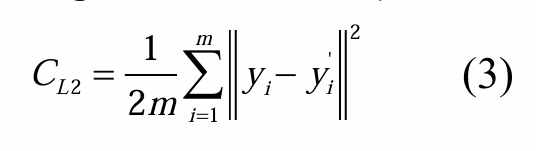 C_{L2} = \frac{1}{2m} \sum_{i=1}^{m} \left\| y_i - y_i^{'} \right\|^2 (3)